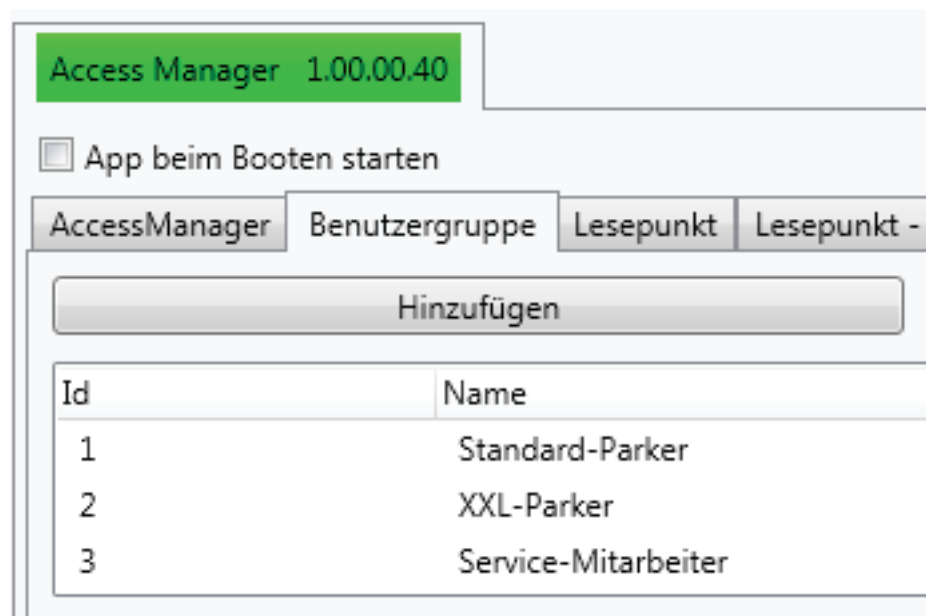 Access Manager 1.00.00.40
App beim Booten starten
AccessManager Benutzergruppe Lesepunkt Lesepunkt -
Hinzufügen
Id Name
1 Standard-Parker
2 XXL-Parker
3 Service-Mitarbeiter